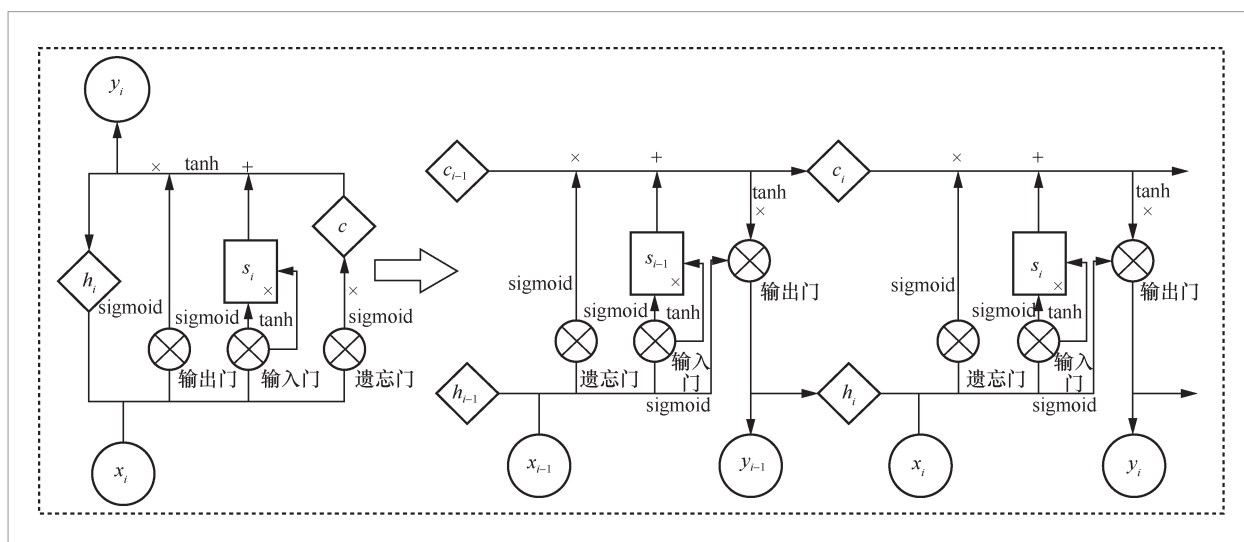 y_i
× tanh +
c
h_i
s_i
×
×
sigmoid sigmoid tanh sigmoid
输出门 输入门 遗忘门
x_i
c_{i-1} × + c_i × +
tanh tanh
× ×
s_{i-1} s_i
× ×
sigmoid 输出门 sigmoid 输出门
sigmoid tanh sigmoid tanh
遗忘门 输入门 遗忘门 输入门
h_{i-1} sigmoid h_i sigmoid
x_{i-1} y_{i-1} x_i y_i